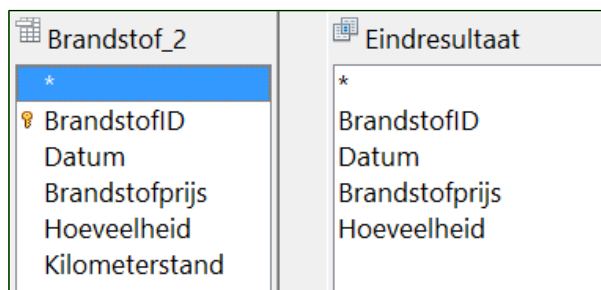 Brandstof_2
*
BrandstofID
Datum
Brandstofprijs
Hoeveelheid
Kilometerstand
Eindresultaat
*
BrandstofID
Datum
Brandstofprijs
Hoeveelheid